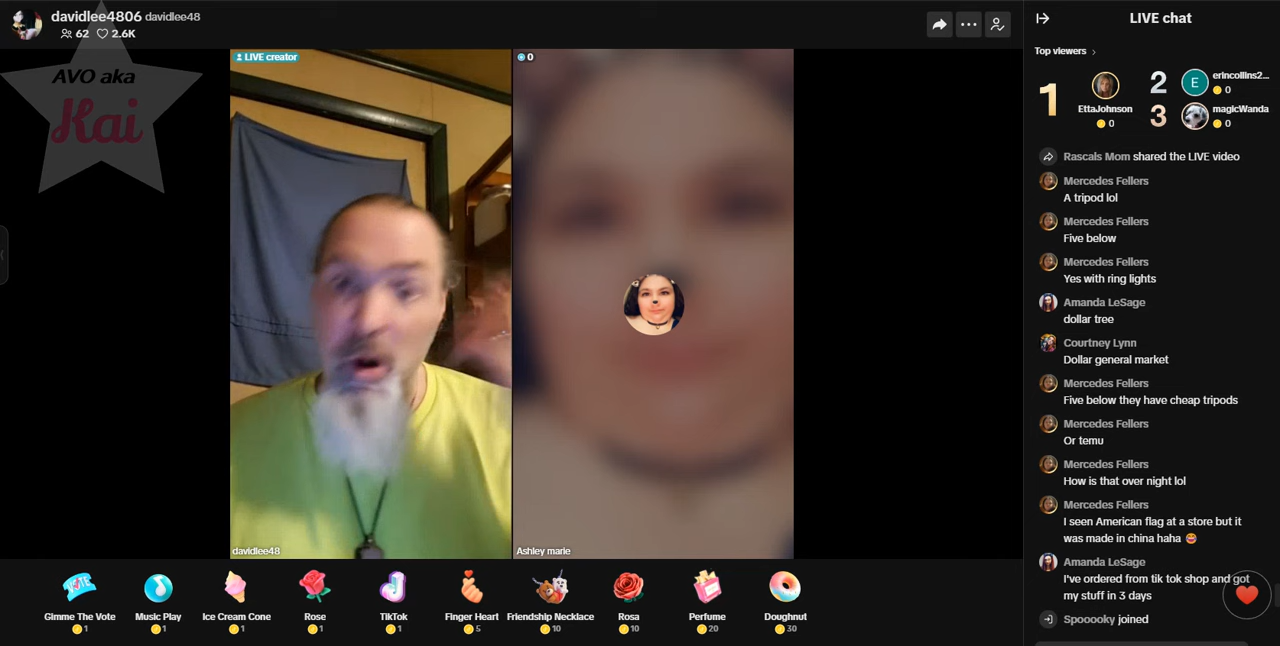 davidlee4806 davidlee48
62 2.6K
AVO aka
Kai
LIVE creator
0
davidlee48
Ashley marie
Gimme The Vote
1
Music Play
1
Ice Cream Cone
1
Rose
1
TikTok
1
Finger Heart
5
Friendship Necklace
10
Rosa
10
Perfume
20
Doughnut
30
LIVE chat
Top viewers >
1
EttaJohnson
0
2
E
erincollins2...
0
3
magicWanda
0
Rascals Mom shared the LIVE video
Mercedes Fellers
A tripod lol
Mercedes Fellers
Five below
Mercedes Fellers
Yes with ring lights
Amanda LeSage
dollar tree
Courtney Lynn
Dollar general market
Mercedes Fellers
Five below they have cheap tripods
Mercedes Fellers
Or temu
Mercedes Fellers
How is that over night lol
Mercedes Fellers
I seen American flag at a store but it
was made in china haha 😂
Amanda LeSage
I've ordered from tik tok shop and got
my stuff in 3 days
Spooooky joined